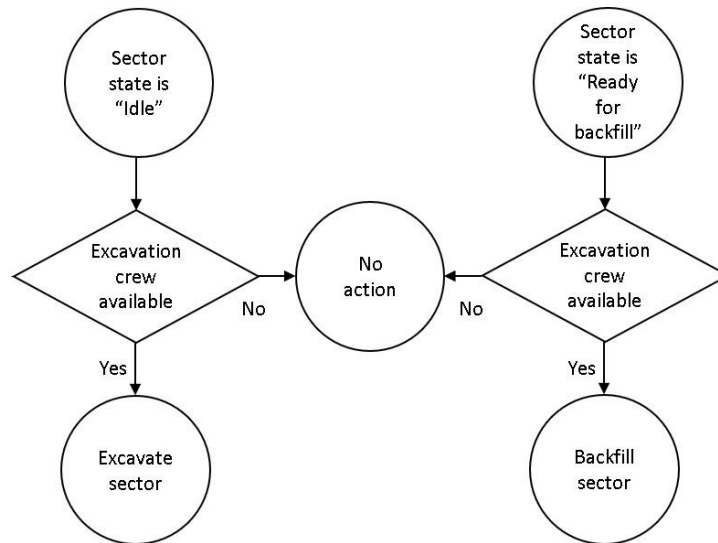 Sector
state is
“Idle”
Sector
state is
“Ready
for
backfill”
Excavation
crew
available
No
action
Excavation
crew
available
No
No
Yes
Yes
Excavate
sector
Backfill
sector